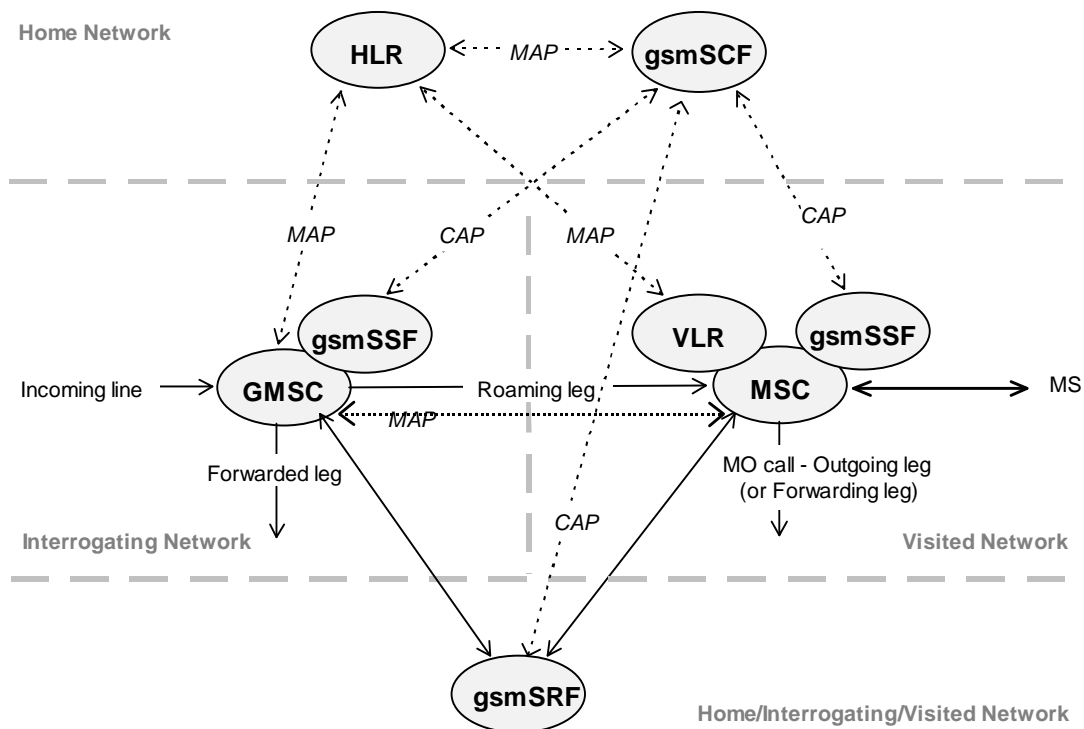 Home Network
HLR
MAP
gsmSCF
MAP
CAP
MAP
CAP
gsmSSF
VLR
gsmSSF
Incoming line
GMSC
Roaming leg
MSC
MS
MAP
Forwarded leg
MO call - Outgoing leg
(or Forwarding leg)
CAP
Interrogating Network
Visited Network
gsmSRF
Home/Interrogating/Visited Network